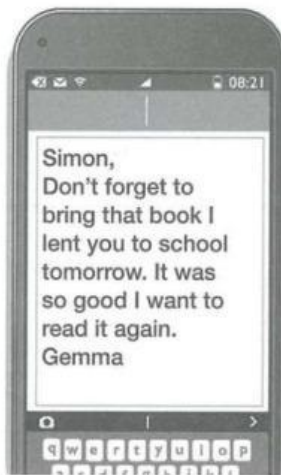 08:21
Simon,
Don't forget to
bring that book I
lent you to school
tomorrow. It was
so good I want to
read it again.
Gemma
q w e r t y u i o p
a s d f g h j k l